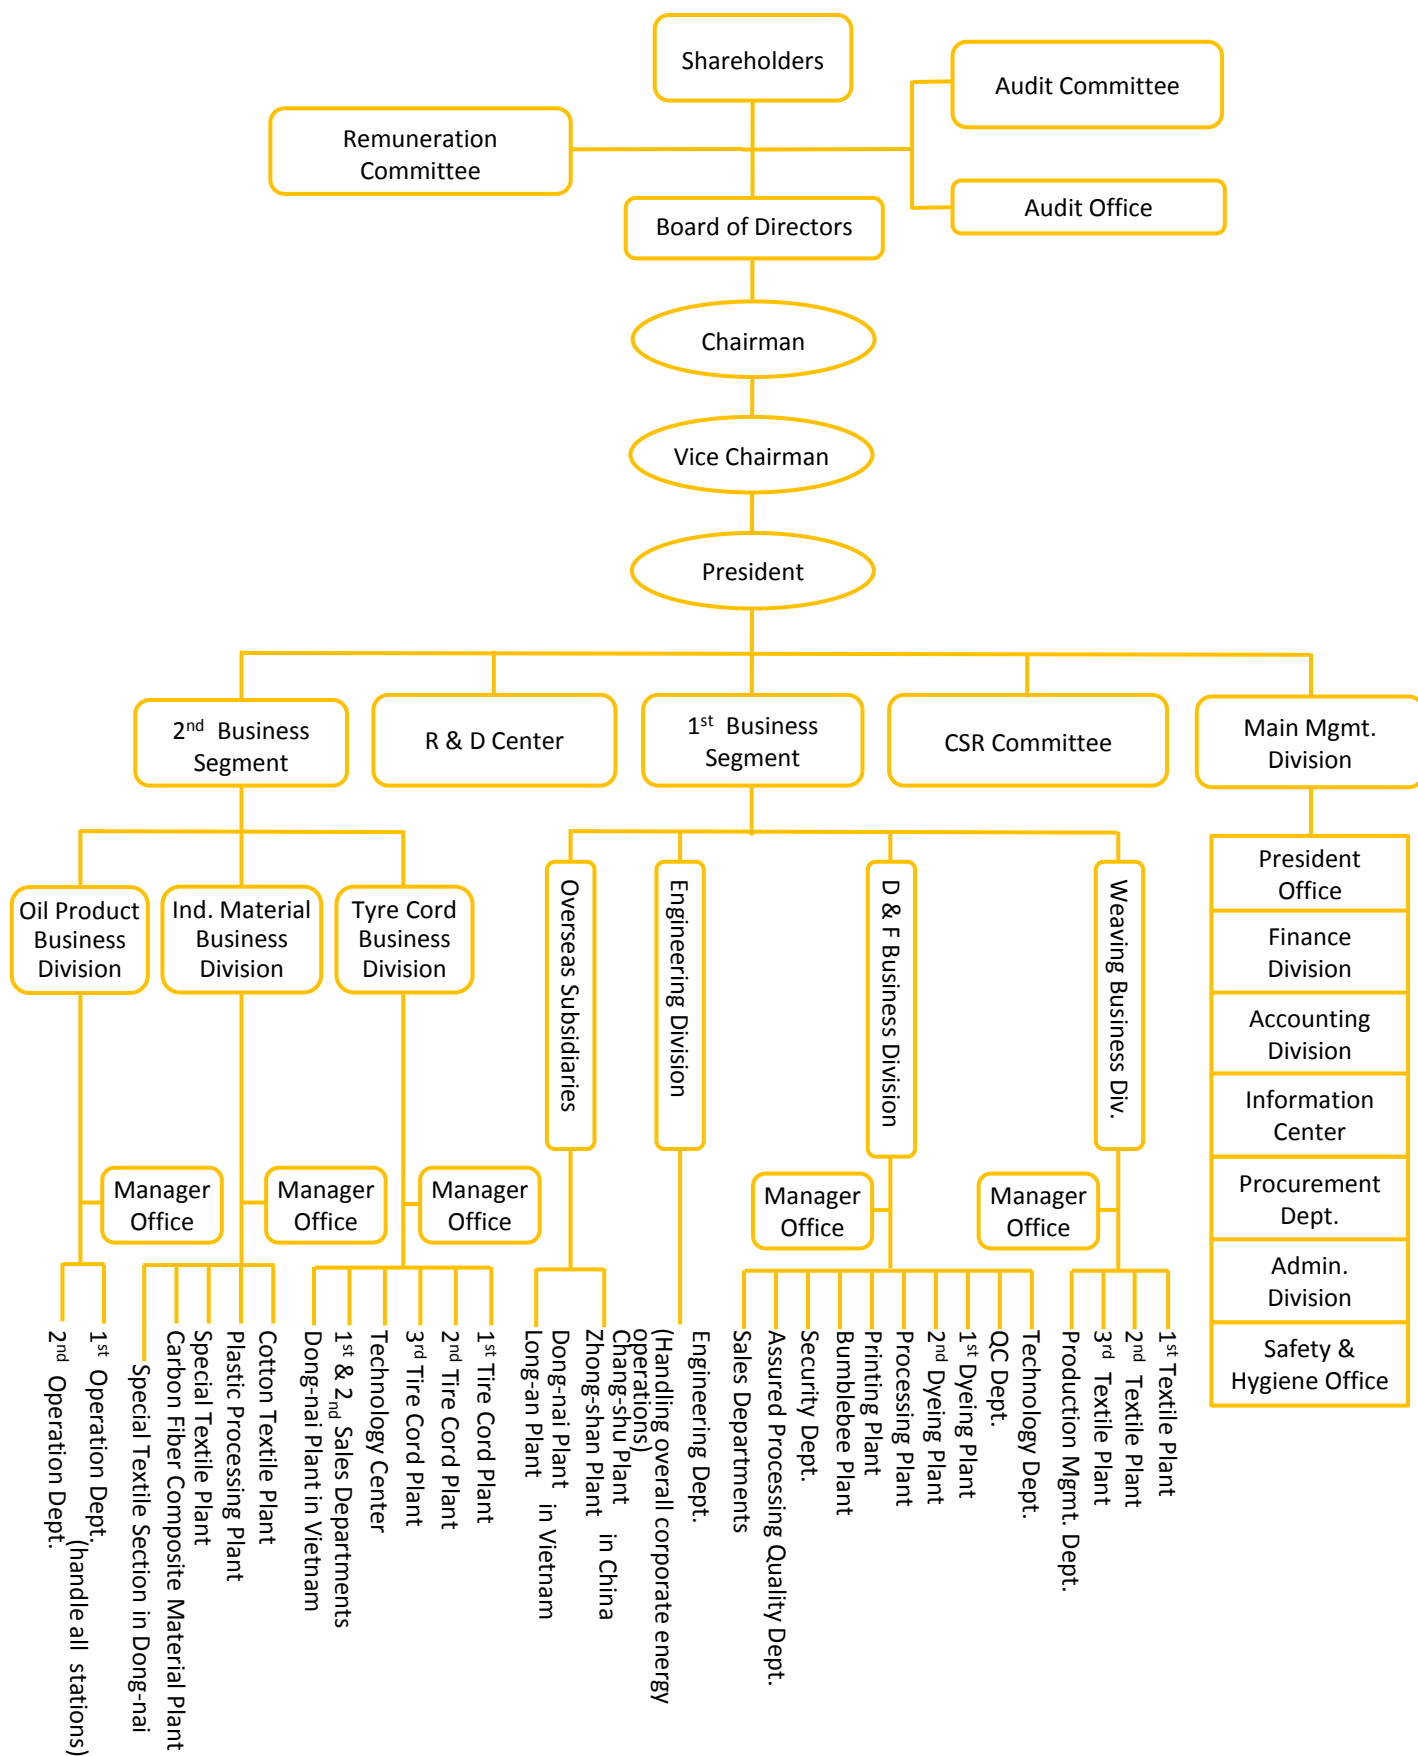 Shareholders
Audit Committee
Remuneration
Committee
Audit Office
Board of Directors
Chairman
Vice Chairman
President
2nd Business
Segment
R & D Center
1st Business
Segment
CSR Committee
Main Mgmt.
Division
Oil Product
Business
Division
Ind. Material
Business
Division
Tyre Cord
Business
Division
Overseas Subsidiaries
Engineering Division
D & F Business Division
Weaving Business Div.
President
Office
Finance
Division
Accounting
Division
Information
Center
Procurement
Dept.
Admin.
Division
Safety &
Hygiene Office
Manager
Office
Manager
Office
Manager
Office
Manager
Office
Manager
Office
2nd Operation Dept.
1st Operation Dept.
(handle all stations)
Special Textile Section in Dong-nai
Carbon Fiber Composite Material Plant
Special Textile Plant
Plastic Processing Plant
Cotton Textile Plant
Dong-nai Plant in Vietnam
1st & 2nd Sales Departments
Technology Center
3rd Tire Cord Plant
2nd Tire Cord Plant
1st Tire Cord Plant
Long-an Plant
Dong-nai Plant
in Vietnam
Zhong-shan Plant
Chang-shu Plant
in China
Engineering Dept.
(Handling overall corporate energy
operations)
Sales Departments
Assured Processing Quality Dept.
Security Dept.
Bumblebee Plant
Printing Plant
Processing Plant
2nd Dyeing Plant
1st Dyeing Plant
QC Dept.
Technology Dept.
Production Mgmt. Dept.
3rd Textile Plant
2nd Textile Plant
1st Textile Plant